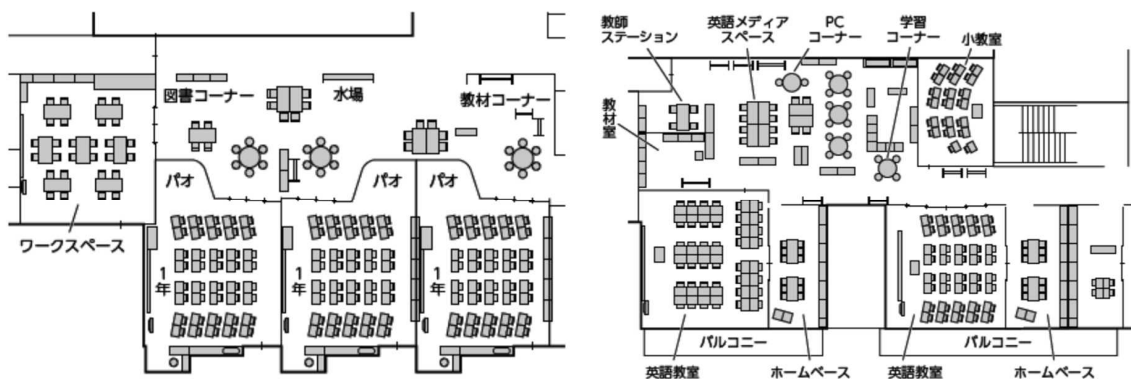 図書コーナー
水場
教材コーナー
パオ
パオ
パオ
ワークスペース
1年
1年
1年
教師
ステーション
英語メディア
スペース
PC
コーナー
学習
コーナー
小教室
教材室
バルコニー
バルコニー
英語教室
ホームベース
英語教室
ホームベース